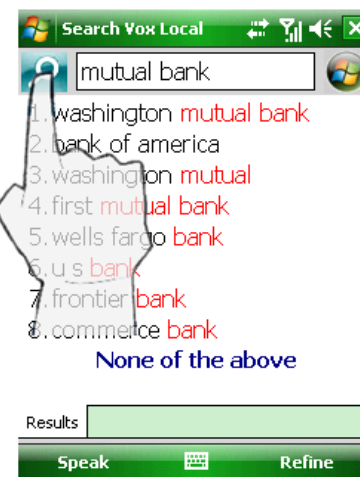 Search Vox Local
mutual bank
1. washington mutual bank
2. bank of america
3. washington mutual
4. first mutual bank
5. wells fargo bank
6. u s bank
7. frontier bank
8. commerce bank
None of the above
Results
Speak Refine